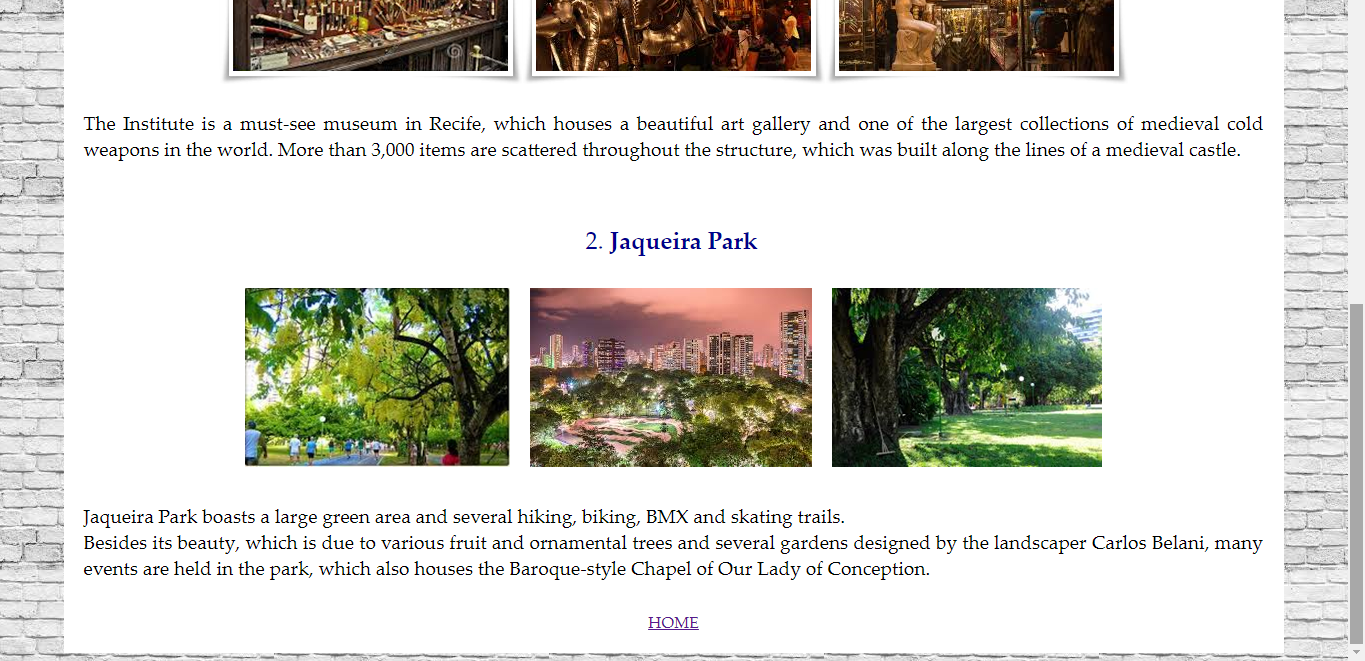 The Institute is a must-see museum in Recife, which houses a beautiful art gallery and one of the largest collections of medieval cold
weapons in the world. More than 3,000 items are scattered throughout the structure, which was built along the lines of a medieval castle.
2. Jaqueira Park
Jaqueira Park boasts a large green area and several hiking, biking, BMX and skating trails.
Besides its beauty, which is due to various fruit and ornamental trees and several gardens designed by the landscaper Carlos Belani, many
events are held in the park, which also houses the Baroque-style Chapel of Our Lady of Conception.
HOME